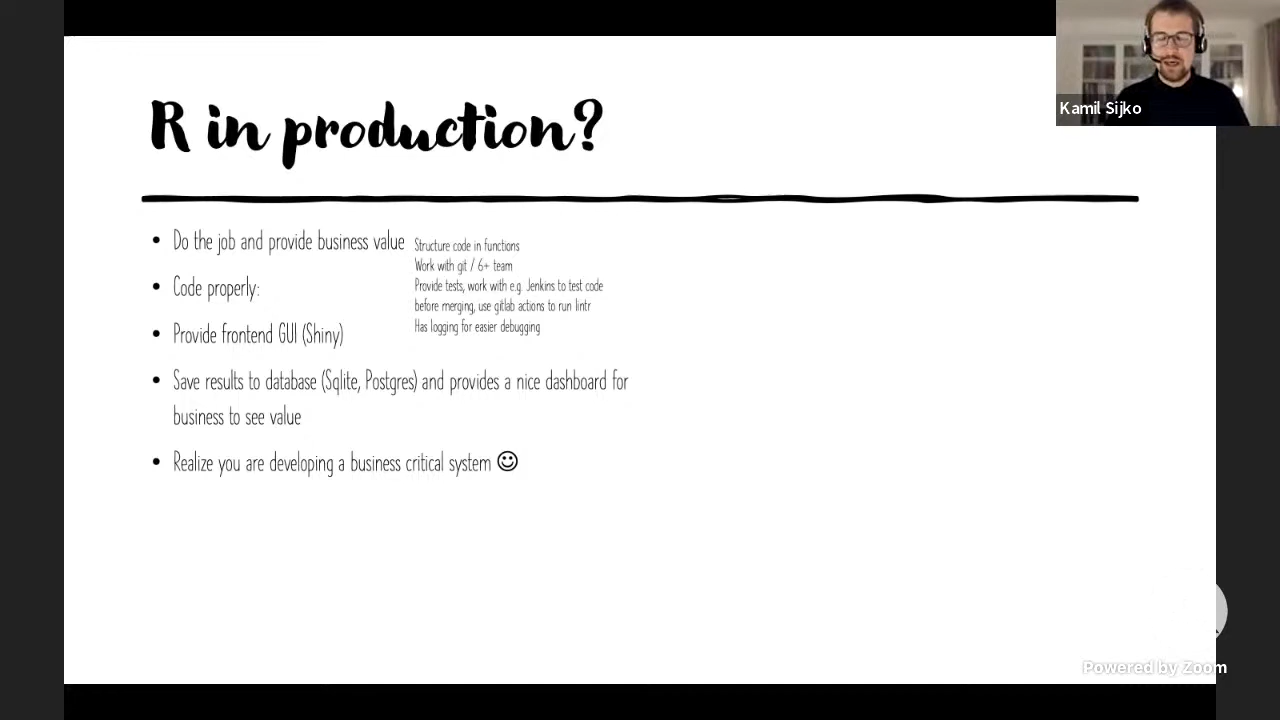 R in production?
Kamil Sijko
• Do the job and provide business value
• Code properly:
Structure code in functions
Work with git / 6+ team
Provide tests, work with e.g. Jenkins to test code
before merging, use gitlab actions to run lintr
Has logging for easier debugging
• Provide frontend GUI (Shiny)
• Save results to database (Sqlite, Postgres) and provides a nice dashboard for
business to see value
• Realize you are developing a business critical system ☺
Powered by Zoom